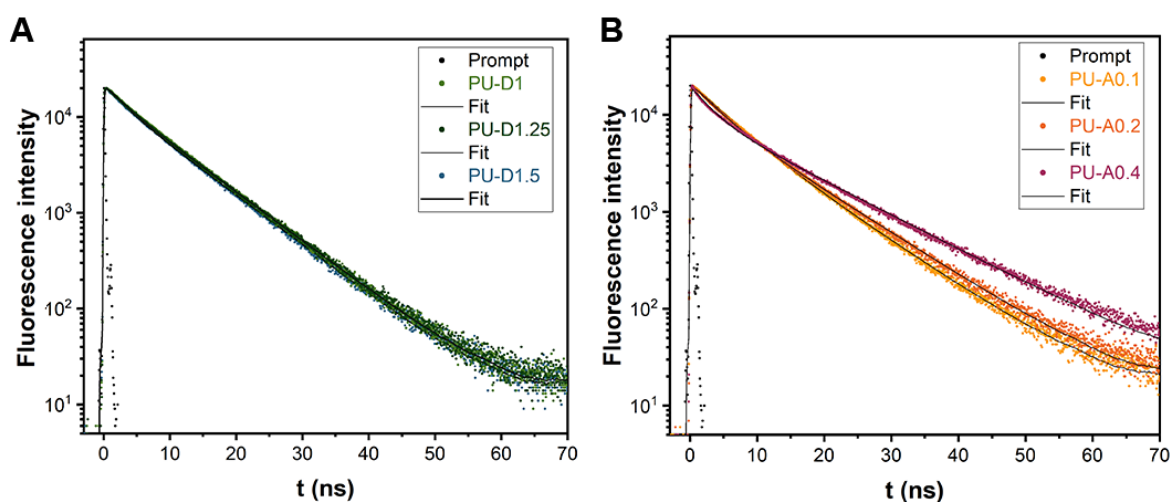 A
Prompt
PU-D1
Fit
PU-D1.25
Fit
PU-D1.5
Fit
Fluorescence intensity
10⁴
10³
10²
10¹
0 10 20 30 40 50 60 70
t (ns)
B
Prompt
PU-A0.1
Fit
PU-A0.2
Fit
PU-A0.4
Fit
Fluorescence intensity
10⁴
10³
10²
10¹
0 10 20 30 40 50 60 70
t (ns)